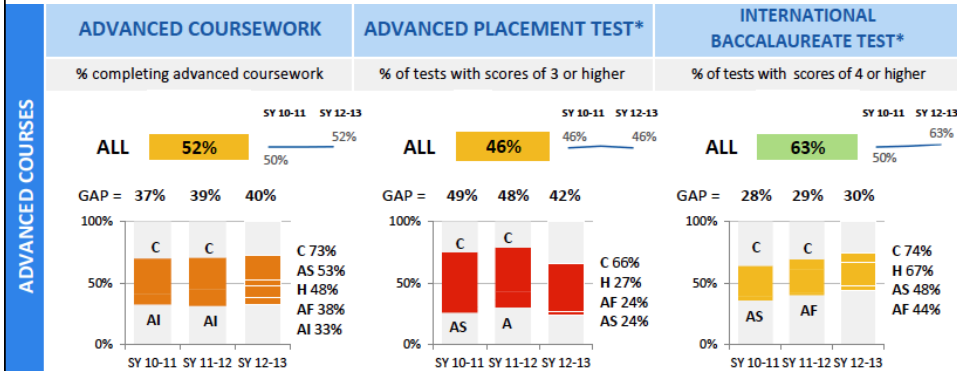 ADVANCED COURSES
ADVANCED COURSEWORK
% completing advanced coursework
SY 10-11 SY 12-13
ALL 52% 50% 52%
GAP = 37% 39% 40%
100%
50%
0%
C
AI
C
AI
C 73%
AS 53%
H 48%
AF 38%
AI 33%
SY 10-11 SY 11-12 SY 12-13
ADVANCED PLACEMENT TEST*
% of tests with scores of 3 or higher
SY 10-11 SY 12-13
ALL 46% 46% 46%
GAP = 49% 48% 42%
100%
50%
0%
C
AS
C
A
C 66%
H 27%
AF 24%
AS 24%
SY 10-11 SY 11-12 SY 12-13
INTERNATIONAL
BACCALAUREATE TEST*
% of tests with scores of 4 or higher
SY 10-11 SY 12-13
ALL 63% 50% 63%
GAP = 28% 29% 30%
100%
50%
0%
C
AS
C
AF
C 74%
H 67%
AS 48%
AF 44%
SY 10-11 SY 11-12 SY 12-13